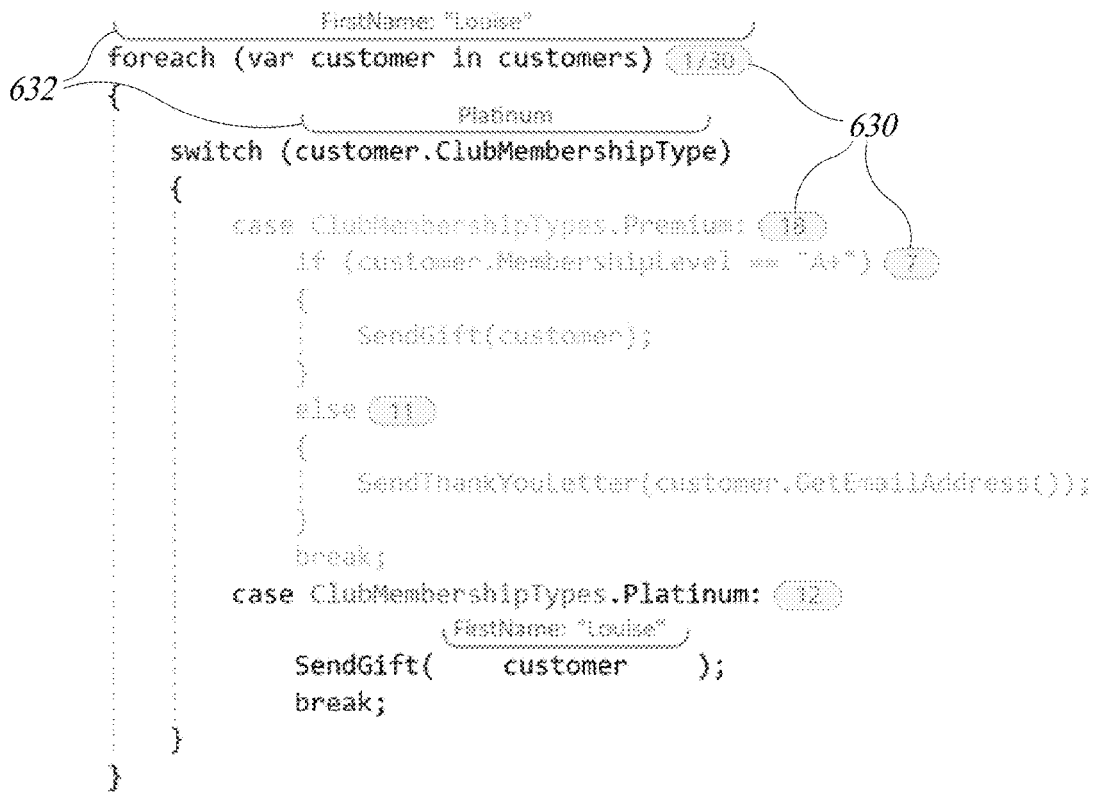 FirstName: "Louise"
foreach (var customer in customers) 1/30
632
{
Platinum
630
switch (customer.ClubMembershipType)
{
case ClubMembershipTypes.Premium: 18
if (customer.MembershipLevel == "A+") 7
{
SendGift(customer);
}
else 11
{
SendThankYouLetter(customer.GetEmailAddress());
}
break;
case ClubMembershipTypes.Platinum: 12
FirstName: "Louise"
SendGift( customer );
break;
}
}